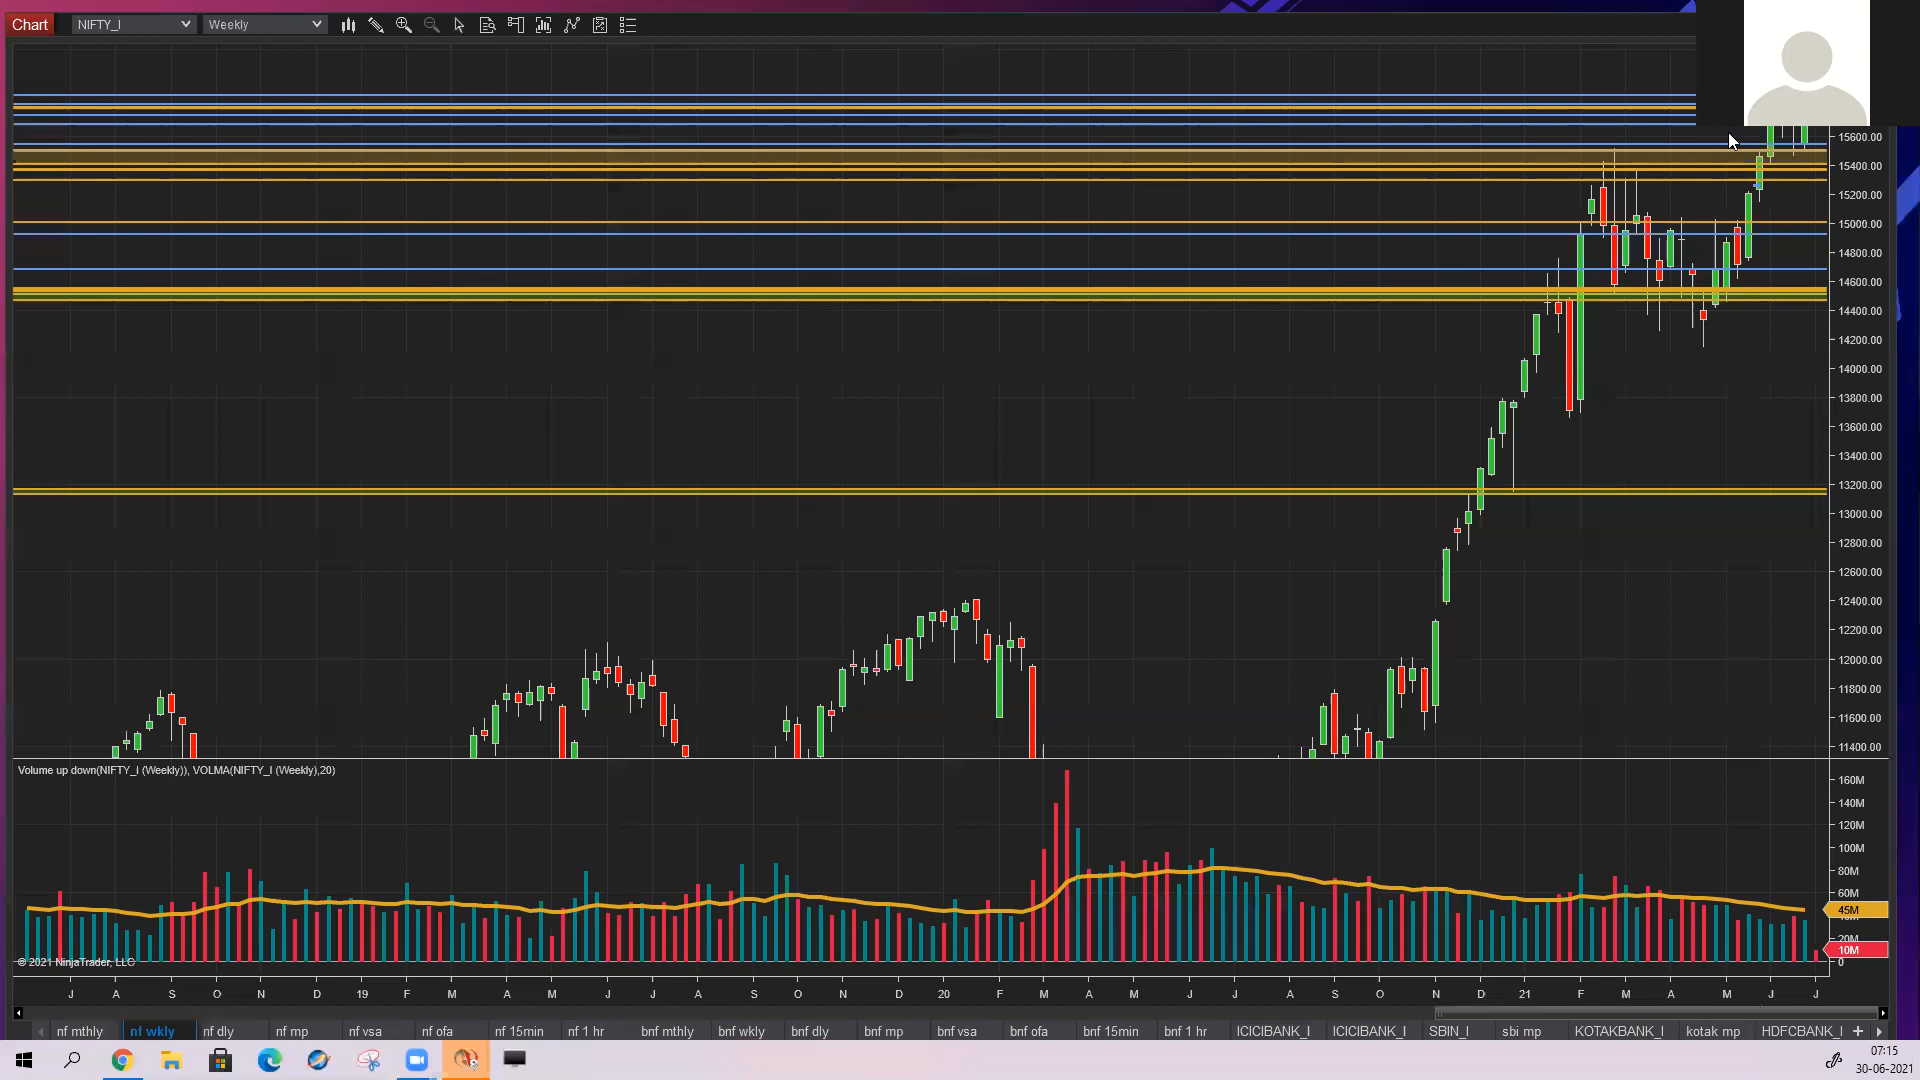 Chart NIFTY_I Weekly
15600.00
15400.00
15200.00
15000.00
14800.00
14600.00
14400.00
14200.00
14000.00
13800.00
13600.00
13400.00
13200.00
13000.00
12800.00
12600.00
12400.00
12200.00
12000.00
11800.00
11600.00
11400.00
Volume up down(NIFTY_I (Weekly)), VOLMA(NIFTY_I (Weekly),20)
160M
140M
120M
100M
80M
60M
45M
20M
10M
0
© 2021 NinjaTrader, LLC
J A S O N D 19 F M A M J J A S O N D 20 F M A M J J A S O N D 21 F M A M J J
nf mthly nf wkly nf dly nf mp nf vsa nf ofa nf 15min nf 1 hr bnf mthly bnf wkly bnf dly bnf mp bnf vsa bnf ofa bnf 15min bnf 1 hr ICICIBANK_I ICICIBANK_I SBIN_I sbi mp KOTAKBANK_I kotak mp HDFCBANK_I
07:15
30-06-2021